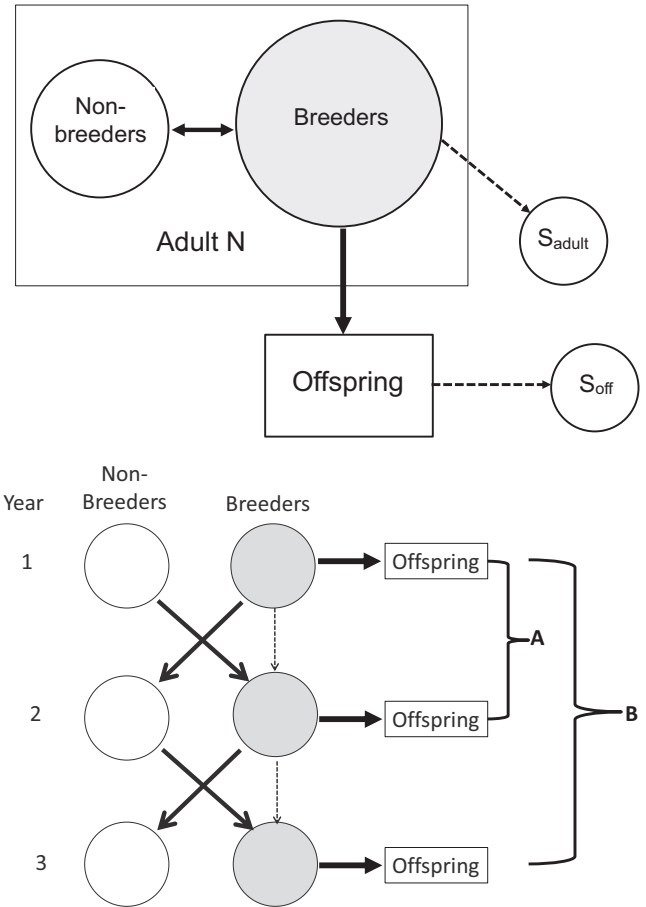 Non-
breeders
Breeders
Adult N
Sadult
Offspring
Soff
Non-
Breeders
Year
Breeders
1
Offspring
A
2
Offspring
B
3
Offspring